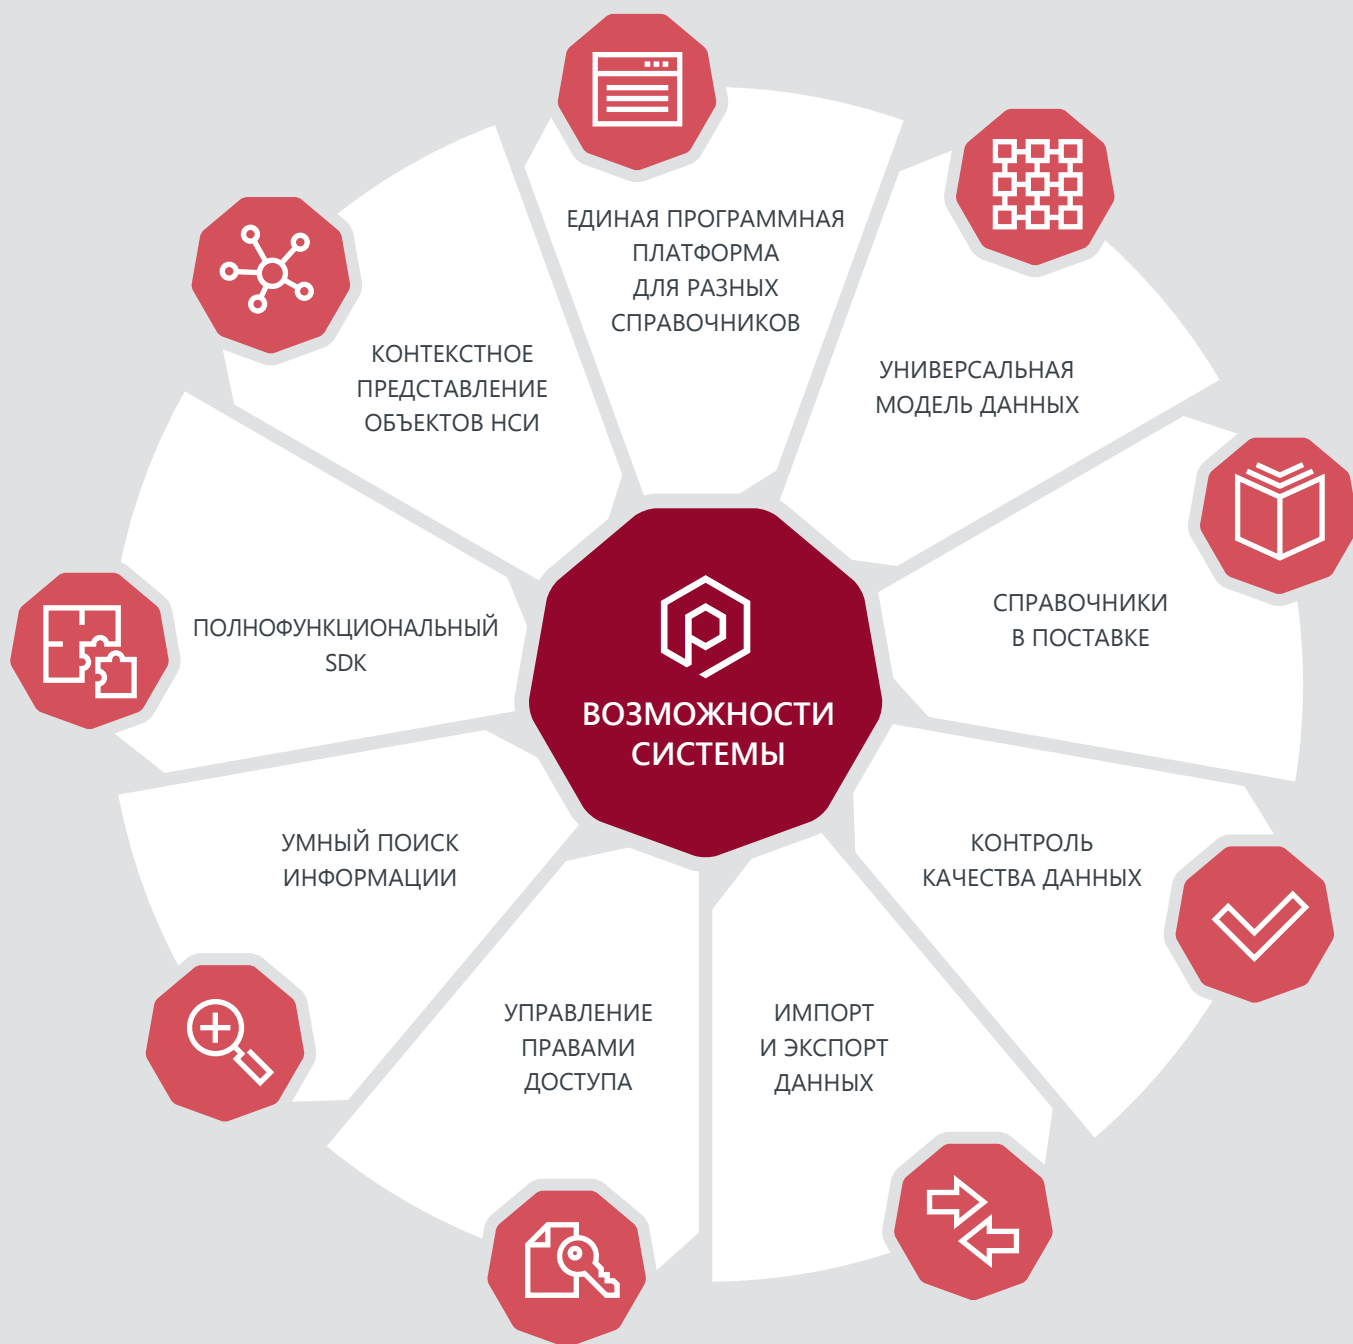 ЕДИНАЯ ПРОГРАММНАЯ
ПЛАТФОРМА
ДЛЯ РАЗНЫХ
СПРАВОЧНИКОВ
УНИВЕРСАЛЬНАЯ
МОДЕЛЬ ДАННЫХ
СПРАВОЧНИКИ
В ПОСТАВКЕ
КОНТРОЛЬ
КАЧЕСТВА ДАННЫХ
ИМПОРТ
И ЭКСПОРТ
ДАННЫХ
УПРАВЛЕНИЕ
ПРАВАМИ
ДОСТУПА
УМНЫЙ ПОИСК
ИНФОРМАЦИИ
ПОЛНОФУНКЦИОНАЛЬНЫЙ
SDK
КОНТЕКСТНОЕ
ПРЕДСТАВЛЕНИЕ
ОБЪЕКТОВ НСИ
ВОЗМОЖНОСТИ
СИСТЕМЫ